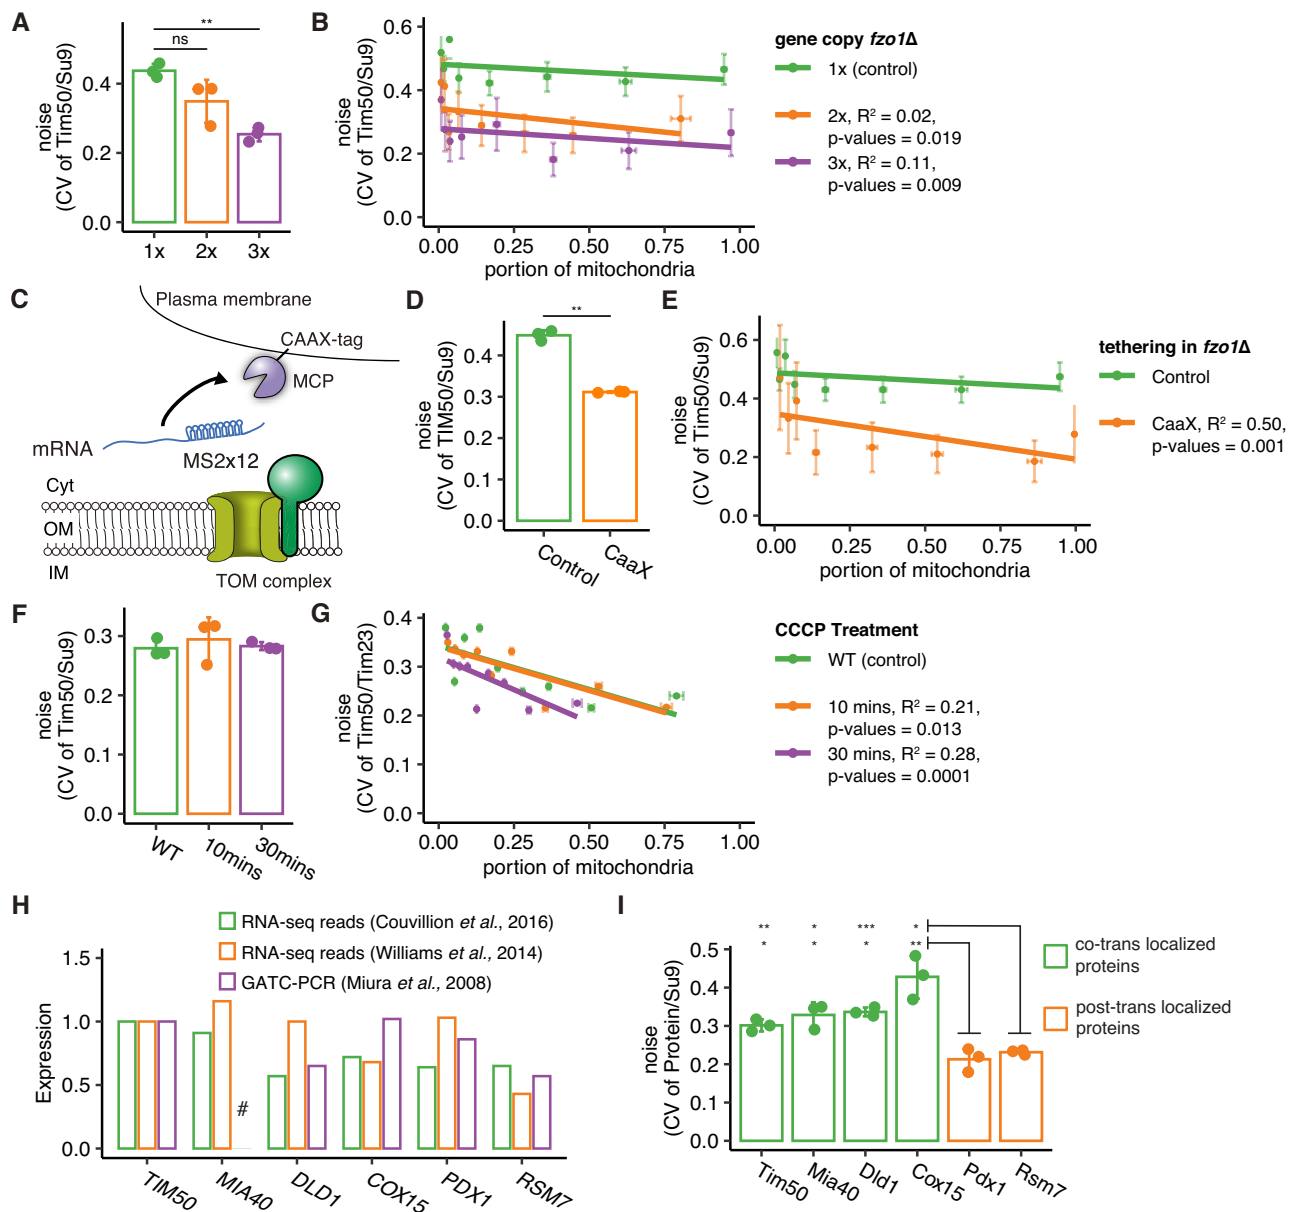 A
noise
(CV of Tim50/Su9)
0.4
0.2
0.0
**
ns
1x
2x
3x
B
noise
(CV of Tim50/Su9)
0.6
0.4
0.2
0.0
0.00
0.25
0.50
0.75
1.00
portion of mitochondria
gene copy fzo1Δ
1x (control)
2x, R² = 0.02,
p-values = 0.019
3x, R² = 0.11,
p-values = 0.009
C
Plasma membrane
CAAX-tag
MCP
mRNA
MS2x12
Cyt
OM
IM
TOM complex
D
noise
(CV of TIM50/Su9)
0.4
0.3
0.2
0.1
0.0
**
Control
CaaX
E
noise
(CV of Tim50/Su9)
0.6
0.4
0.2
0.0
0.00
0.25
0.50
0.75
1.00
portion of mitochondria
tethering in fzo1Δ
Control
CaaX, R² = 0.50,
p-values = 0.001
F
noise
(CV of Tim50/Su9)
0.3
0.2
0.1
0.0
WT
10mins
30mins
G
noise
(CV of Tim50/Tim23)
0.4
0.3
0.2
0.1
0.0
0.00
0.25
0.50
0.75
1.00
portion of mitochondria
CCCP Treatment
WT (control)
10 mins, R² = 0.21,
p-values = 0.013
30 mins, R² = 0.28,
p-values = 0.0001
H
RNA-seq reads (Couvillion et al., 2016)
RNA-seq reads (Williams et al., 2014)
GATC-PCR (Miura et al., 2008)
Expression
1.5
1.0
0.5
0.0
#
TIM50
MIA40
DLD1
COX15
PDX1
RSM7
I
noise
(CV of Protein/Su9)
0.5
0.4
0.3
0.2
0.1
0.0
** * *** *
* * * **
Tim50
Mia40
Dld1
Cox15
Pdx1
Rsm7
co-trans localized
proteins
post-trans localized
proteins